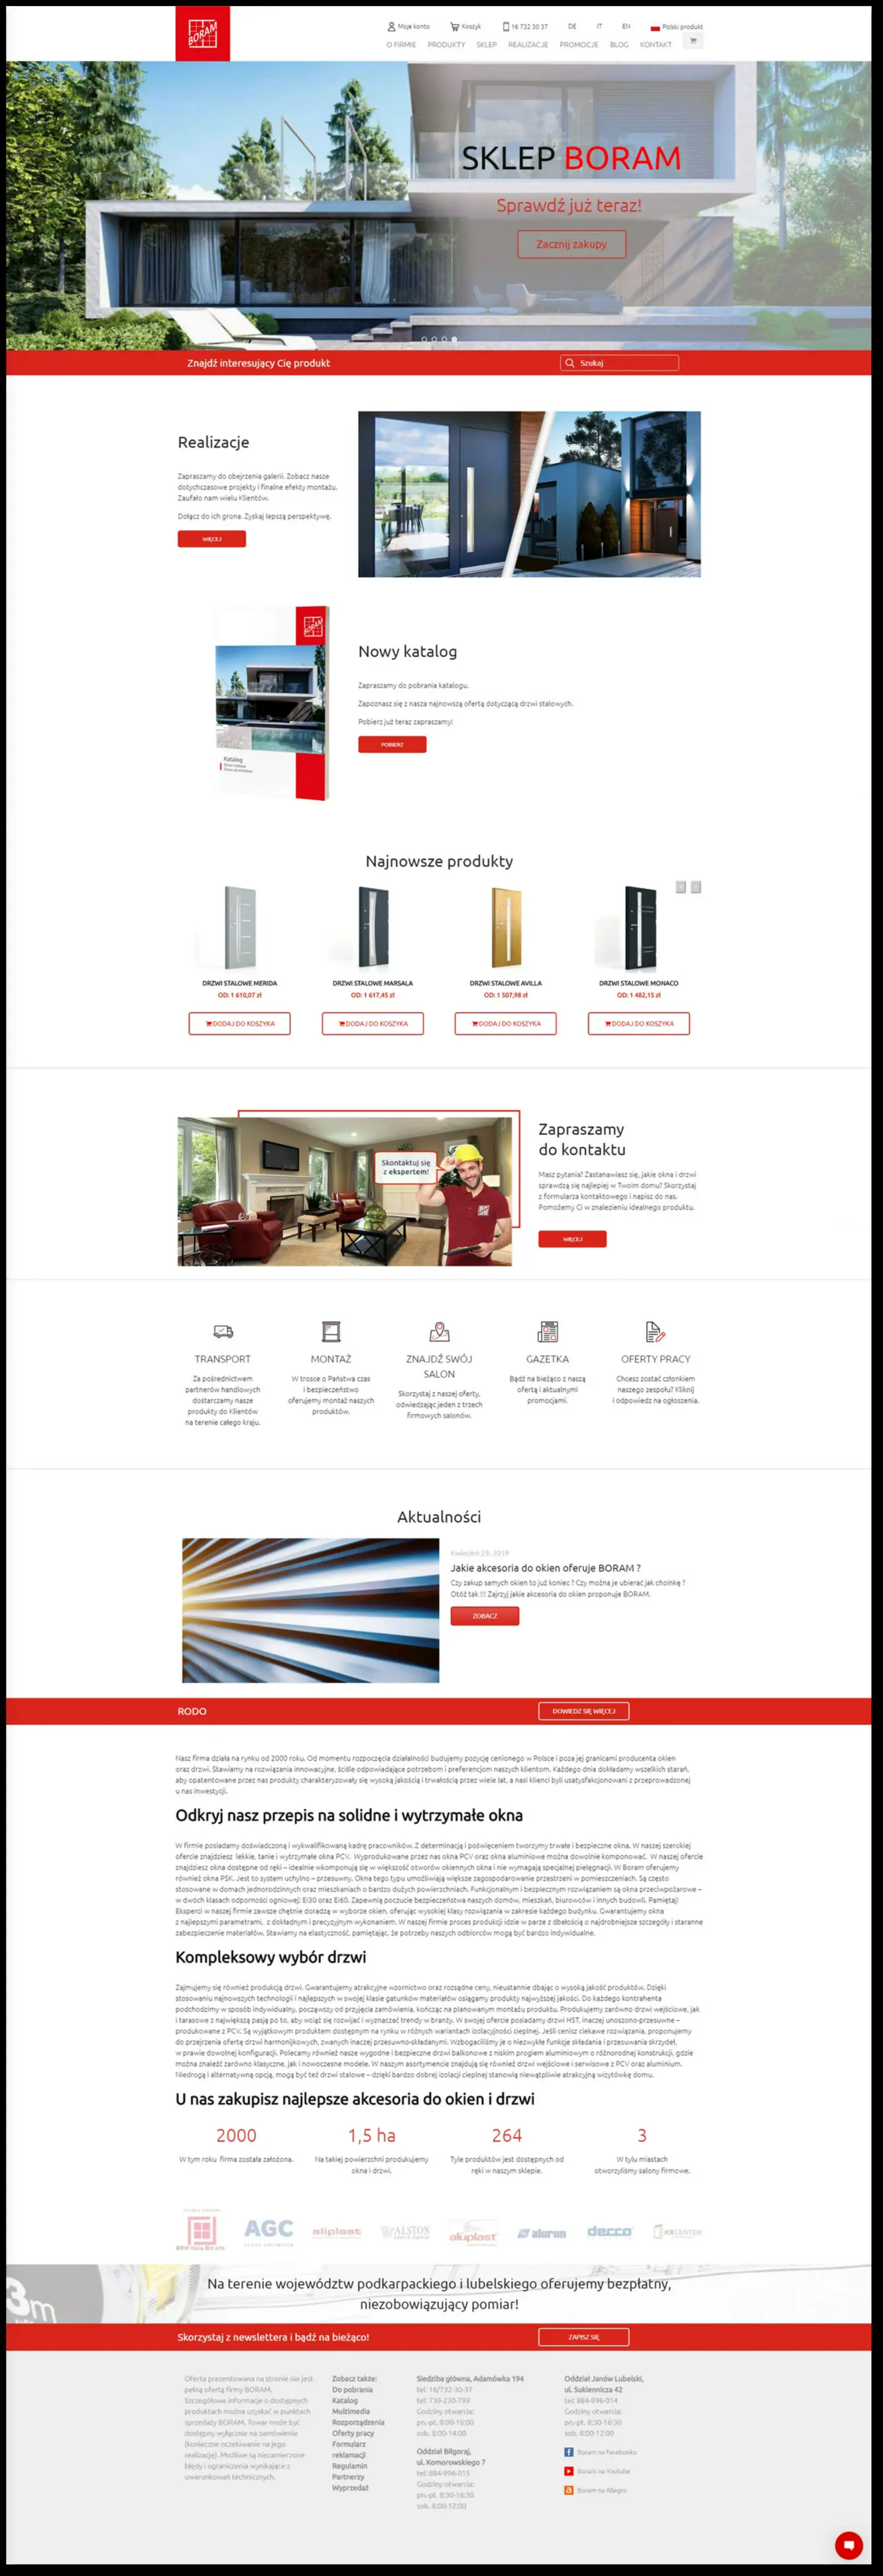 BORAM
Moje konto
Koszyk
16 732 30 37
DE
IT
EN
Polski produkt
O FIRMIE
PRODUKTY
SKLEP
REALIZACJE
PROMOCJE
BLOG
KONTAKT
SKLEP BORAM
Sprawdź już teraz!
Zacznij zakupy
Znajdź interesujący Cię produkt
Szukaj
Realizacje
Zapraszamy do obejrzenia galerii. Zobacz nasze
dotychczasowe projekty i finalne efekty montażu.
Zaufało nam wielu Klientów.
Dołącz do ich grona. Zyskaj lepszą perspektywę.
WIĘCEJ
BORAM
Katalog
Nowy katalog
Zapraszamy do pobrania katalogu.
Zapoznasz się z nasza najnowszą ofertą dotyczącą drzwi stalowych.
Pobierz już teraz zapraszamy!
POBIERZ
Najnowsze produkty
DRZWI STALOWE MERIDA
OD: 1 610,07 zł
DODAJ DO KOSZYKA
DRZWI STALOWE MARSALA
OD: 1 617,45 zł
DODAJ DO KOSZYKA
DRZWI STALOWE AVILLA
OD: 1 507,98 zł
DODAJ DO KOSZYKA
DRZWI STALOWE MONACO
OD: 1 482,15 zł
DODAJ DO KOSZYKA
Skontaktuj się
z ekspertem!
Zapraszamy
do kontaktu
Masz pytania? Zastanawiasz się, jakie okna i drzwi
sprawdzą się najlepiej w Twoim domu? Skorzystaj
z formularza kontaktowego i napisz do nas.
Pomożemy Ci w znalezieniu idealnego produktu.
WIĘCEJ
TRANSPORT
Za pośrednictwem
partnerów handlowych
dostarczamy nasze
produkty do Klientów
na terenie całego kraju.
MONTAŻ
W trosce o Państwa czas
i bezpieczeństwo
oferujemy montaż naszych
produktów.
ZNAJDŹ SWÓJ
SALON
Skorzystaj z naszej oferty,
odwiedzając jeden z trzech
firmowych salonów.
GAZETKA
Bądź na bieżąco z naszą
ofertą i aktualnymi
promocjami.
OFERTY PRACY
Chcesz zostać członkiem
naszego zespołu? Kliknij
i odpowiedz na ogłoszenia.
Aktualności
Kwiecień 29, 2019
Jakie akcesoria do okien oferuje BORAM ?
Czy zakup samych okien to już koniec ? Czy można je ubierać jak choinkę ?
Otóż tak !!! Zajrzyj jakie akcesoria do okien proponuje BORAM.
ZOBACZ
RODO
DOWIEDZ SIĘ WIĘCEJ
Nasz firma działa na rynku od 2000 roku. Od momentu rozpoczęcia działalności budujemy pozycję cenionego w Polsce i poza jej granicami producenta okien
oraz drzwi. Stawiamy na rozwiązania innowacyjne, ściśle odpowiadające potrzebom i preferencjom naszych klientom. Każdego dnia dokładamy wszelkich starań,
aby opatentowane przez nas produkty charakteryzowały się wysoką jakością i trwałością przez wiele lat, a nasi klienci byli usatysfakcjonowani z przeprowadzonej
u nas inwestycji.
Odkryj nasz przepis na solidne i wytrzymałe okna
W firmie posiadamy doświadczoną i wykwalifikowaną kadrę pracowników. Z determinacją i poświęceniem tworzymy trwałe i bezpieczne okna. W naszej szerokiej
ofercie znajdziesz lekkie, tanie i wytrzymałe okna PCV. Wyprodukowane przez nas okna PCV oraz okna aluminiowe można dowolnie komponować. W naszej ofercie
znajdziesz okna dostępne od ręki – idealnie wkomponują się w większość otworów okiennych okna i nie wymagają specjalnej pielęgnacji. W Boram oferujemy
również okna PSK. Jest to system uchylno – przesuwny. Okna tego typu umożliwiają większe zagospodarowanie przestrzeni w pomieszczeniach. Są często
stosowane w domach jednorodzinnych oraz mieszkaniach o bardzo dużych powierzchniach. Funkcjonalnym i bezpiecznym rozwiązaniem są okna przeciwpożarowe –
w dwóch klasach odporności ogniowej: EI30 oraz EI60. Zapewnią poczucie bezpieczeństwa naszych domów, mieszkań, biurowców i innych budowli. Pamiętaj!
Eksperci w naszej firmie zawsze chętnie doradzą w wyborze okien, oferując wysokiej klasy rozwiązania w zakresie każdego budynku. Gwarantujemy okna
z najlepszymi parametrami, z dokładnym i precyzyjnym wykonaniem. W naszej firmie proces produkcji idzie w parze z dbałością o najdrobniejsze szczegóły i staranne
zabezpieczenie materiałów. Stawiamy na elastyczność, pamiętając, że potrzeby naszych odbiorców mogą być bardzo indywidualne.
Kompleksowy wybór drzwi
Zajmujemy się również produkcją drzwi. Gwarantujemy atrakcyjne wzornictwo oraz rozsądne ceny, nieustannie dbając o wysoką jakość produktów. Dzięki
stosowaniu najnowszych technologii i najlepszych w swojej klasie gatunków materiałów osiągamy produkty najwyższej jakości. Do każdego kontrahenta
podchodzimy w sposób indywidualny, począwszy od przyjęcia zamówienia, kończąc na planowanym montażu produktu. Produkujemy zarówno drzwi wejściowe, jak
i tarasowe z największą pasją po to, aby wciąż się rozwijać i wyznaczać trendy w branży. W swojej ofercie posiadamy drzwi HST, inaczej unoszono-przesuwne –
produkowane z PCV. Są wyjątkowym produktem dostępnym na rynku w różnych wariantach izolacyjności cieplnej. Jeśli cenisz ciekawe rozwiązania, proponujemy
do przejrzenia ofertę drzwi harmonijkowych, zwanych inaczej przesuwno-składanymi. Wzbogaciliśmy je o niezwykłe funkcje składania i przesuwania skrzydeł,
w prawie dowolnej konfiguracji. Polecamy również nasze wygodne i bezpieczne drzwi balkonowe z niskim progiem aluminiowym o różnorodnej konstrukcji, gdzie
można znaleźć zarówno klasyczne, jak i nowoczesne modele. W naszym asortymencie znajdują się również drzwi wejściowe i serwisowe z PCV oraz aluminium.
Niedrogą i alternatywną opcją, mogą być też drzwi stalowe – dzięki bardzo dobrej izolacji cieplnej stanowią niewątpliwie atrakcyjną wizytówkę domu.
U nas zakupisz najlepsze akcesoria do okien i drzwi
2000
W tym roku firma została założona.
1,5 ha
Na takiej powierzchni produkujemy
okna i drzwi.
264
Tyle produktów jest dostępnych od
ręki w naszym sklepie.
3
W tylu miastach
otworzyliśmy salony firmowe.
AGC
aliplast
WALSTON
aluplast
aluron
decco
KRCENTER
3m
Na terenie województw podkarpackiego i lubelskiego oferujemy bezpłatny,
niezobowiązujący pomiar!
Skorzystaj z newslettera i bądź na bieżąco!
ZAPISZ SIĘ
Oferta prezentowana na stronie nie jest
pełną ofertą firmy BORAM.
Szczegółowe informacje o dostępnych
produktach można uzyskać w punktach
sprzedaży BORAM. Towar może być
dostępny wyłącznie na zamówienie
(konieczne oczekiwanie na jego
realizację). Możliwe są niezamierzone
błędy i ograniczenia wynikające z
uwarunkowań technicznych.
Zobacz także:
Do pobrania
Katalog
Multimedia
Rozporządzenia
Oferty pracy
Formularz
reklamacji
Regulamin
Partnerzy
Wyprzedaż
Siedziba główna, Adamówka 194
tel: 16/732-30-37
tel: 739-230-799
Godziny otwarcia:
pn.-pt. 8:00-16:00
sob. 8:00-14:00
Oddział Biłgoraj,
ul. Komorowskiego 7
tel: 884-996-015
Godziny otwarcia:
pn.-pt. 8:30-16:30
sob. 8:00-12:00
Oddział Janów Lubelski,
ul. Sukiennicza 42
tel: 884-996-014
Godziny otwarcia:
pn.-pt. 8:30-16:30
sob. 8:00-12:00
Boram na Facebooku
Boram na Youtube
Boram na Allegro